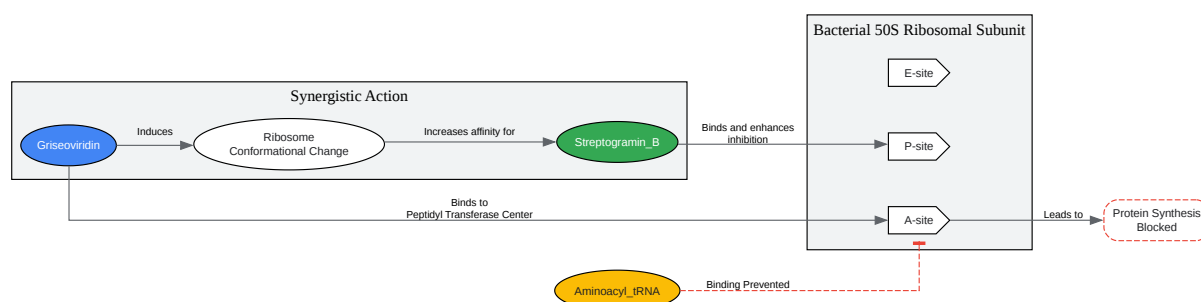 Bacterial 50S Ribosomal Subunit
E-site
Synergistic Action
Griseoviridin
Induces
Ribosome
Conformational Change
Increases affinity for
Streptogramin_B
Binds and enhances
inhibition
P-site
Binds to
Peptidyl Transferase Center
A-site
Leads to
Protein Synthesis
Blocked
Aminoacyl_tRNA
Binding Prevented